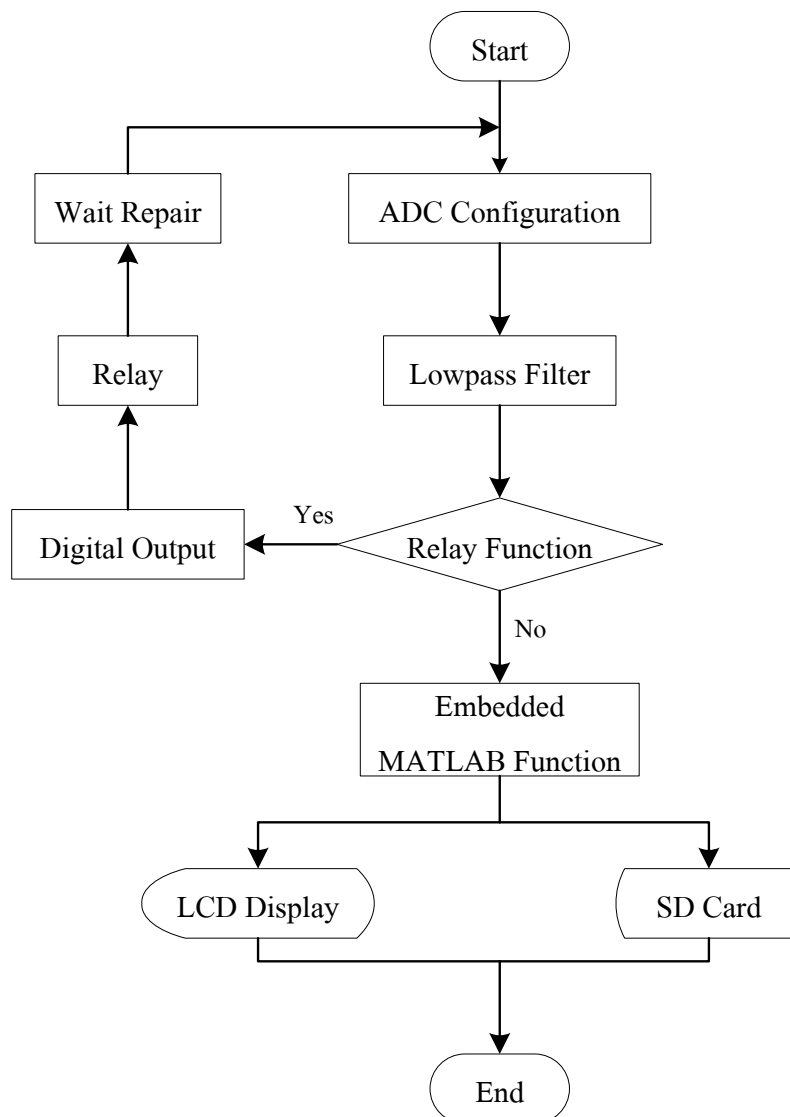 Start
Wait Repair
ADC Configuration
Relay
Lowpass Filter
Yes
Digital Output
Relay Function
No
Embedded
MATLAB Function
LCD Display
SD Card
End